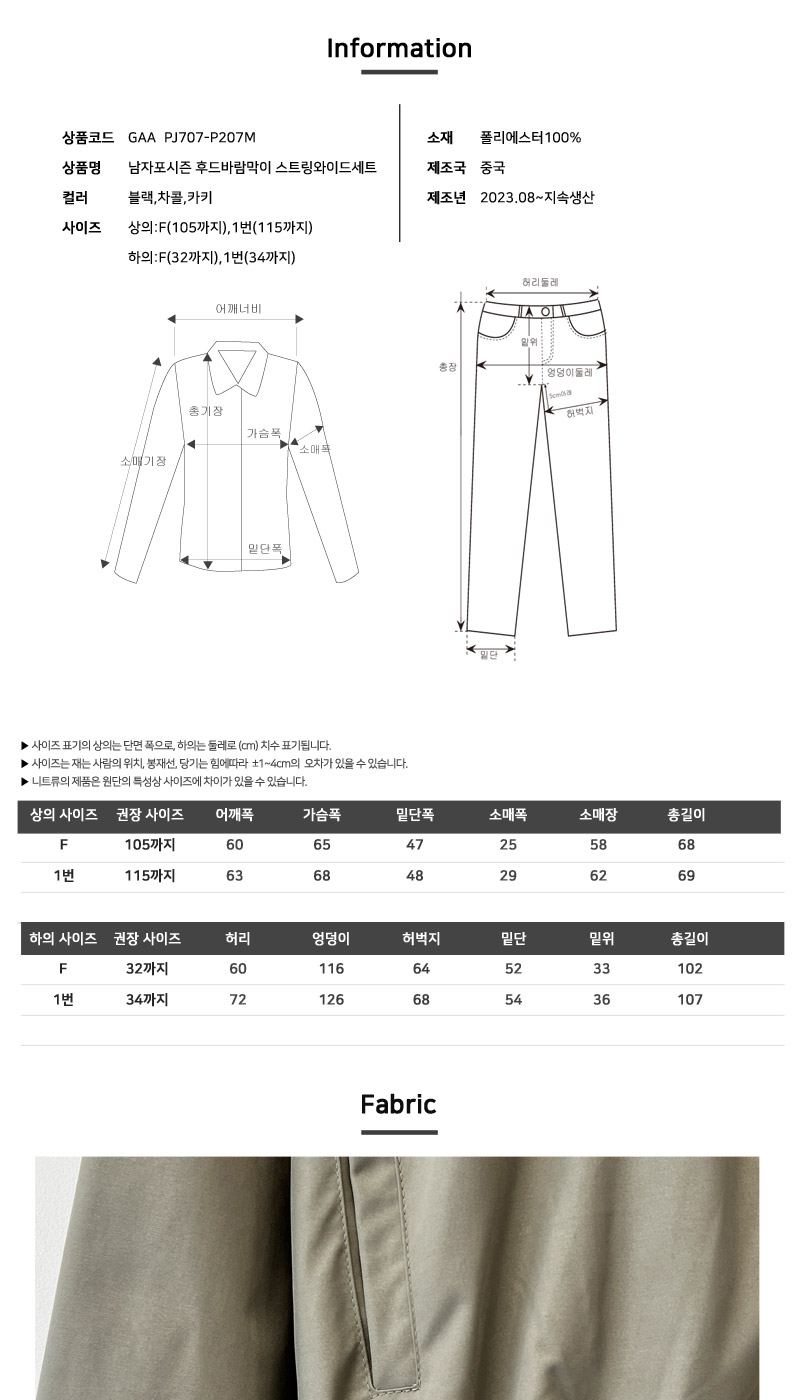 Information
상품코드 GAA PJ707-P207M
상품명 남자포시즌 후드바람막이 스트링와이드세트
컬러 블랙,차콜,카키
사이즈 상의:F(105까지),1번(115까지)
하의:F(32까지),1번(34까지)
소재 폴리에스터100%
제조국 중국
제조년 2023.08~지속생산
어깨너비
총기장
가슴폭
소매폭
소매기장
밑단폭
허리둘레
밑위
총장
엉덩이둘레
5cm아래
허벅지
밑단
▶ 사이즈 표기의 상의는 단면 폭으로, 하의는 둘레로 (cm) 치수 표기됩니다.
▶ 사이즈는 재는 사람의 위치, 봉재선, 당기는 힘에따라 ±1~4cm의 오차가 있을 수 있습니다.
▶ 니트류의 제품은 원단의 특성상 사이즈에 차이가 있을 수 있습니다.
상의 사이즈 권장 사이즈 어깨폭 가슴폭 밑단폭 소매폭 소매장 총길이
F 105까지 60 65 47 25 58 68
1번 115까지 63 68 48 29 62 69
하의 사이즈 권장 사이즈 허리 엉덩이 허벅지 밑단 밑위 총길이
F 32까지 60 116 64 52 33 102
1번 34까지 72 126 68 54 36 107
Fabric